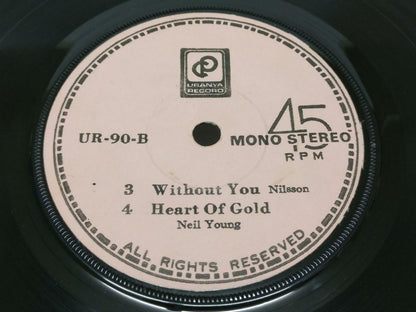 URANYA
RECORD
UR-90-B
45
MONO STEREO
RPM
3 Without You Nilsson
4 Heart Of Gold
Neil Young
ALL RIGHTS RESERVED